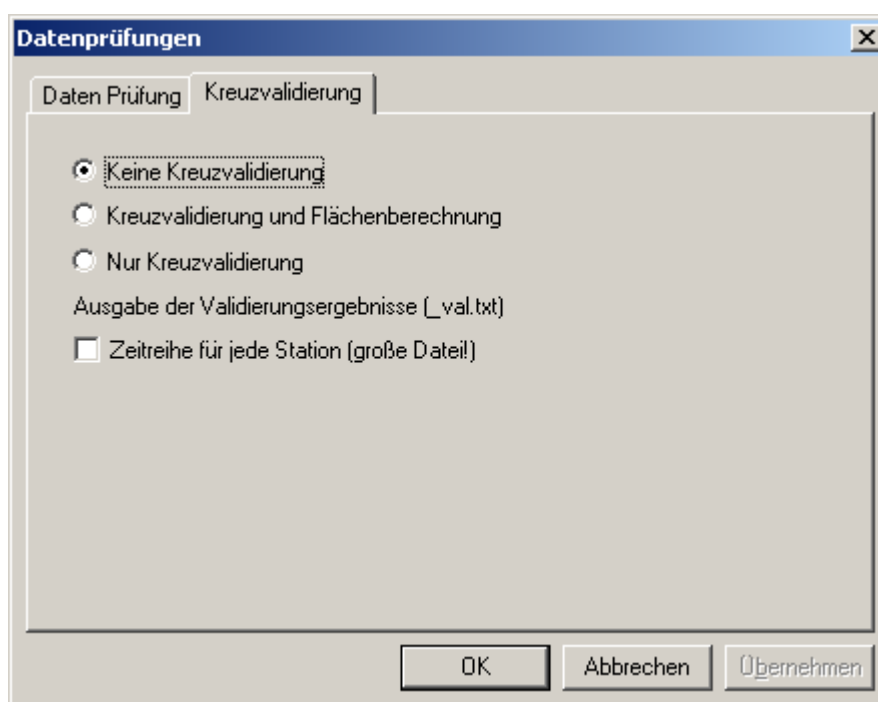 Datenprüfungen
Daten Prüfung Kreuzvalidierung
Keine Kreuzvalidierung
Kreuzvalidierung und Flächenberechnung
Nur Kreuzvalidierung
Ausgabe der Validierungsergebnisse (_val.txt)
Zeitreihe für jede Station (große Datei!)
OK Abbrechen Übernehmen